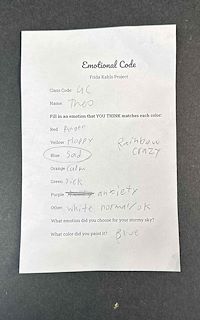 Emotional Code
Frida Kahlo Project
Class Code: 4C
Name: Theo
Fill in an emotion that YOU THINK matches each color:
Red: Anger
Yellow: Happy
Rainbow
CRAZY
Blue: Sad
Orange: Calm
Green: Sick
Purple: anxiety
Other: white normal/ok
What emotion did you choose for your stormy sky?
What color did you paint it? Blue